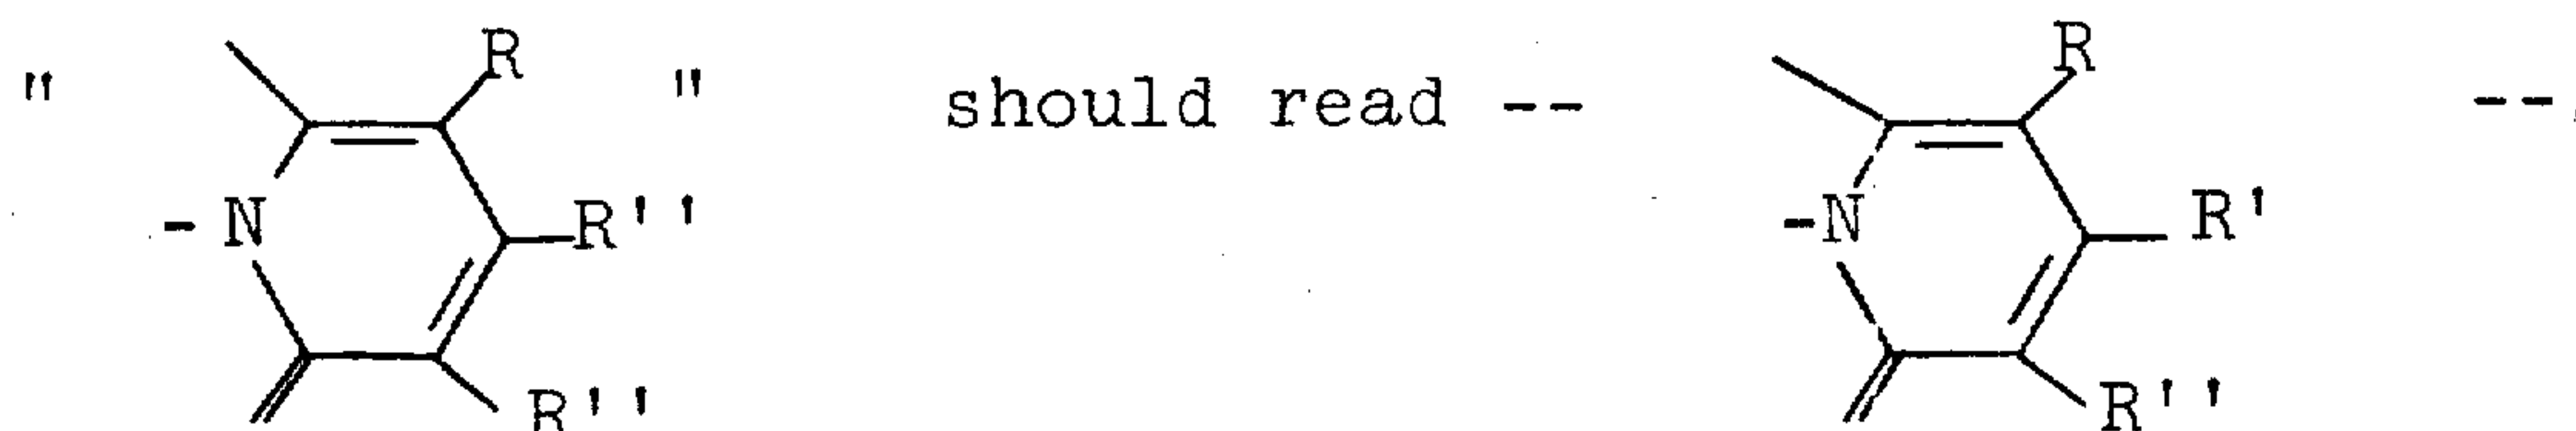 " R " should read -- R --
- N R'' -N R'
R'' R''